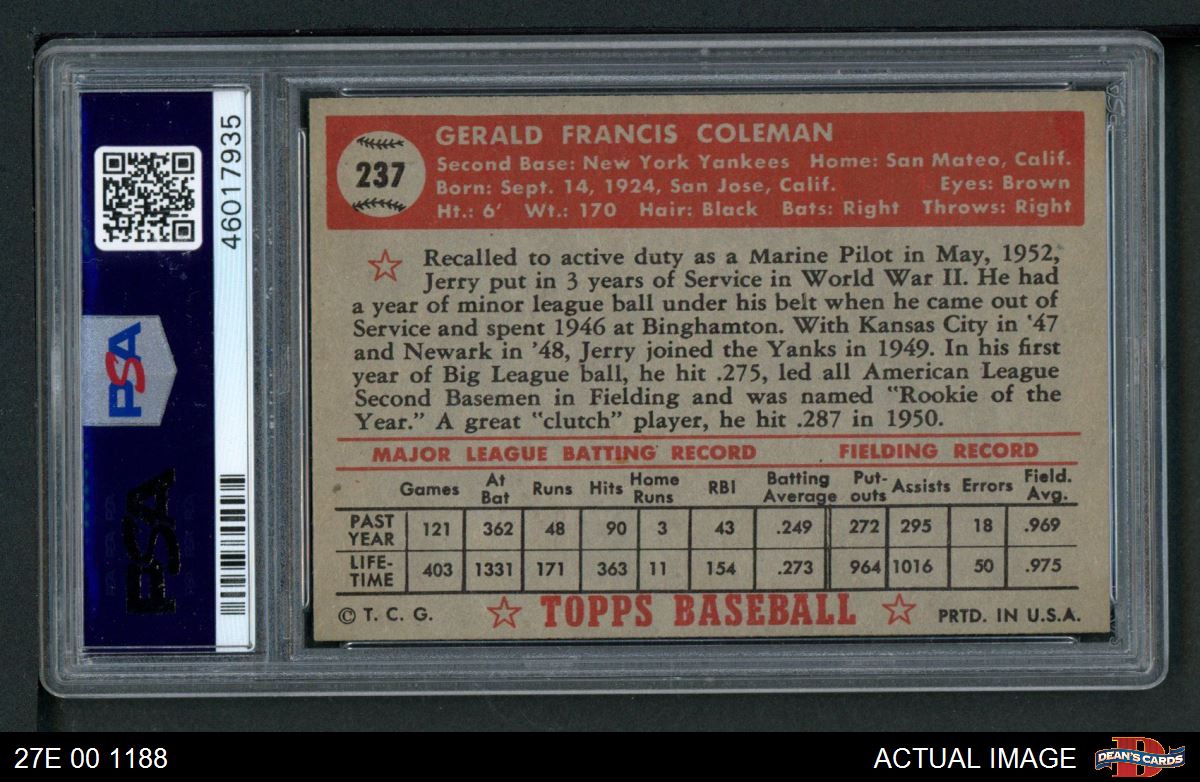 PSA
46017935
PSA
237
GERALD FRANCIS COLEMAN
Second Base: New York Yankees Home: San Mateo, Calif.
Born: Sept. 14, 1924, San Jose, Calif. Eyes: Brown
Ht.: 6' Wt.: 170 Hair: Black Bats: Right Throws: Right
Recalled to active duty as a Marine Pilot in May, 1952,
Jerry put in 3 years of Service in World War II. He had
a year of minor league ball under his belt when he came out of
Service and spent 1946 at Binghamton. With Kansas City in '47
and Newark in '48, Jerry joined the Yanks in 1949. In his first
year of Big League ball, he hit .275, led all American League
Second Basemen in Fielding and was named "Rookie of the
Year." A great "clutch" player, he hit .287 in 1950.
MAJOR LEAGUE BATTING RECORD FIELDING RECORD
Games At Bat Runs Hits Home Runs RBI Batting Average Put-outs Assists Errors Field. Avg.
PAST YEAR 121 362 48 90 3 43 .249 272 295 18 .969
LIFE-TIME 403 1331 171 363 11 154 .273 964 1016 50 .975
© T. C. G. TOPPS BASEBALL PRTD. IN U.S.A.
27E 00 1188 ACTUAL IMAGE DEAN'S CARDS